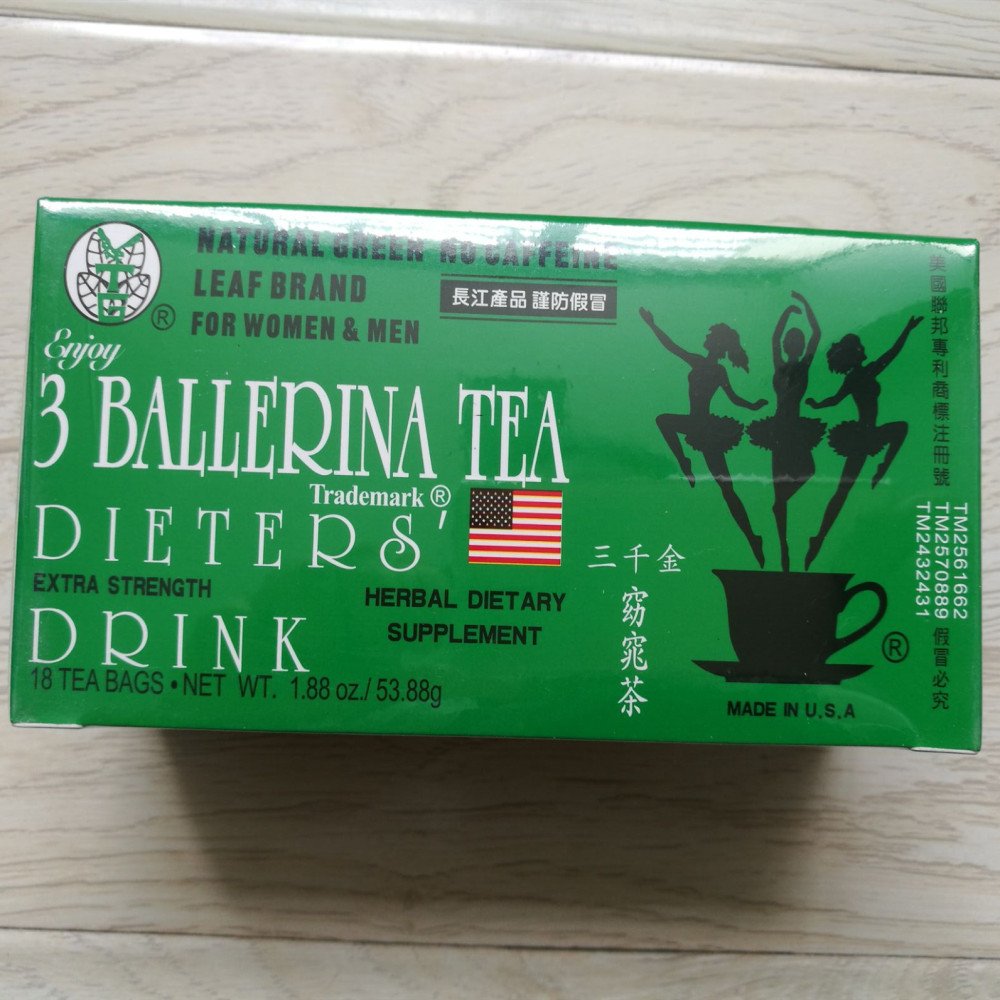 NATURAL GREEN NO CAFFEINE
LEAF BRAND
長江產品 謹防假冒
FOR WOMEN & MEN
®
Enjoy
3 BALLERINA TEA
Trademark ®
DIETERS'
EXTRA STRENGTH
DRINK
HERBAL DIETARY
SUPPLEMENT
18 TEA BAGS • NET WT. 1.88 oz./ 53.88g
三千金
窈窕茶
®
MADE IN U.S.A
美國聯邦專利商標注冊號
TM2561662
TM2570889
TM2432431
假冒必究